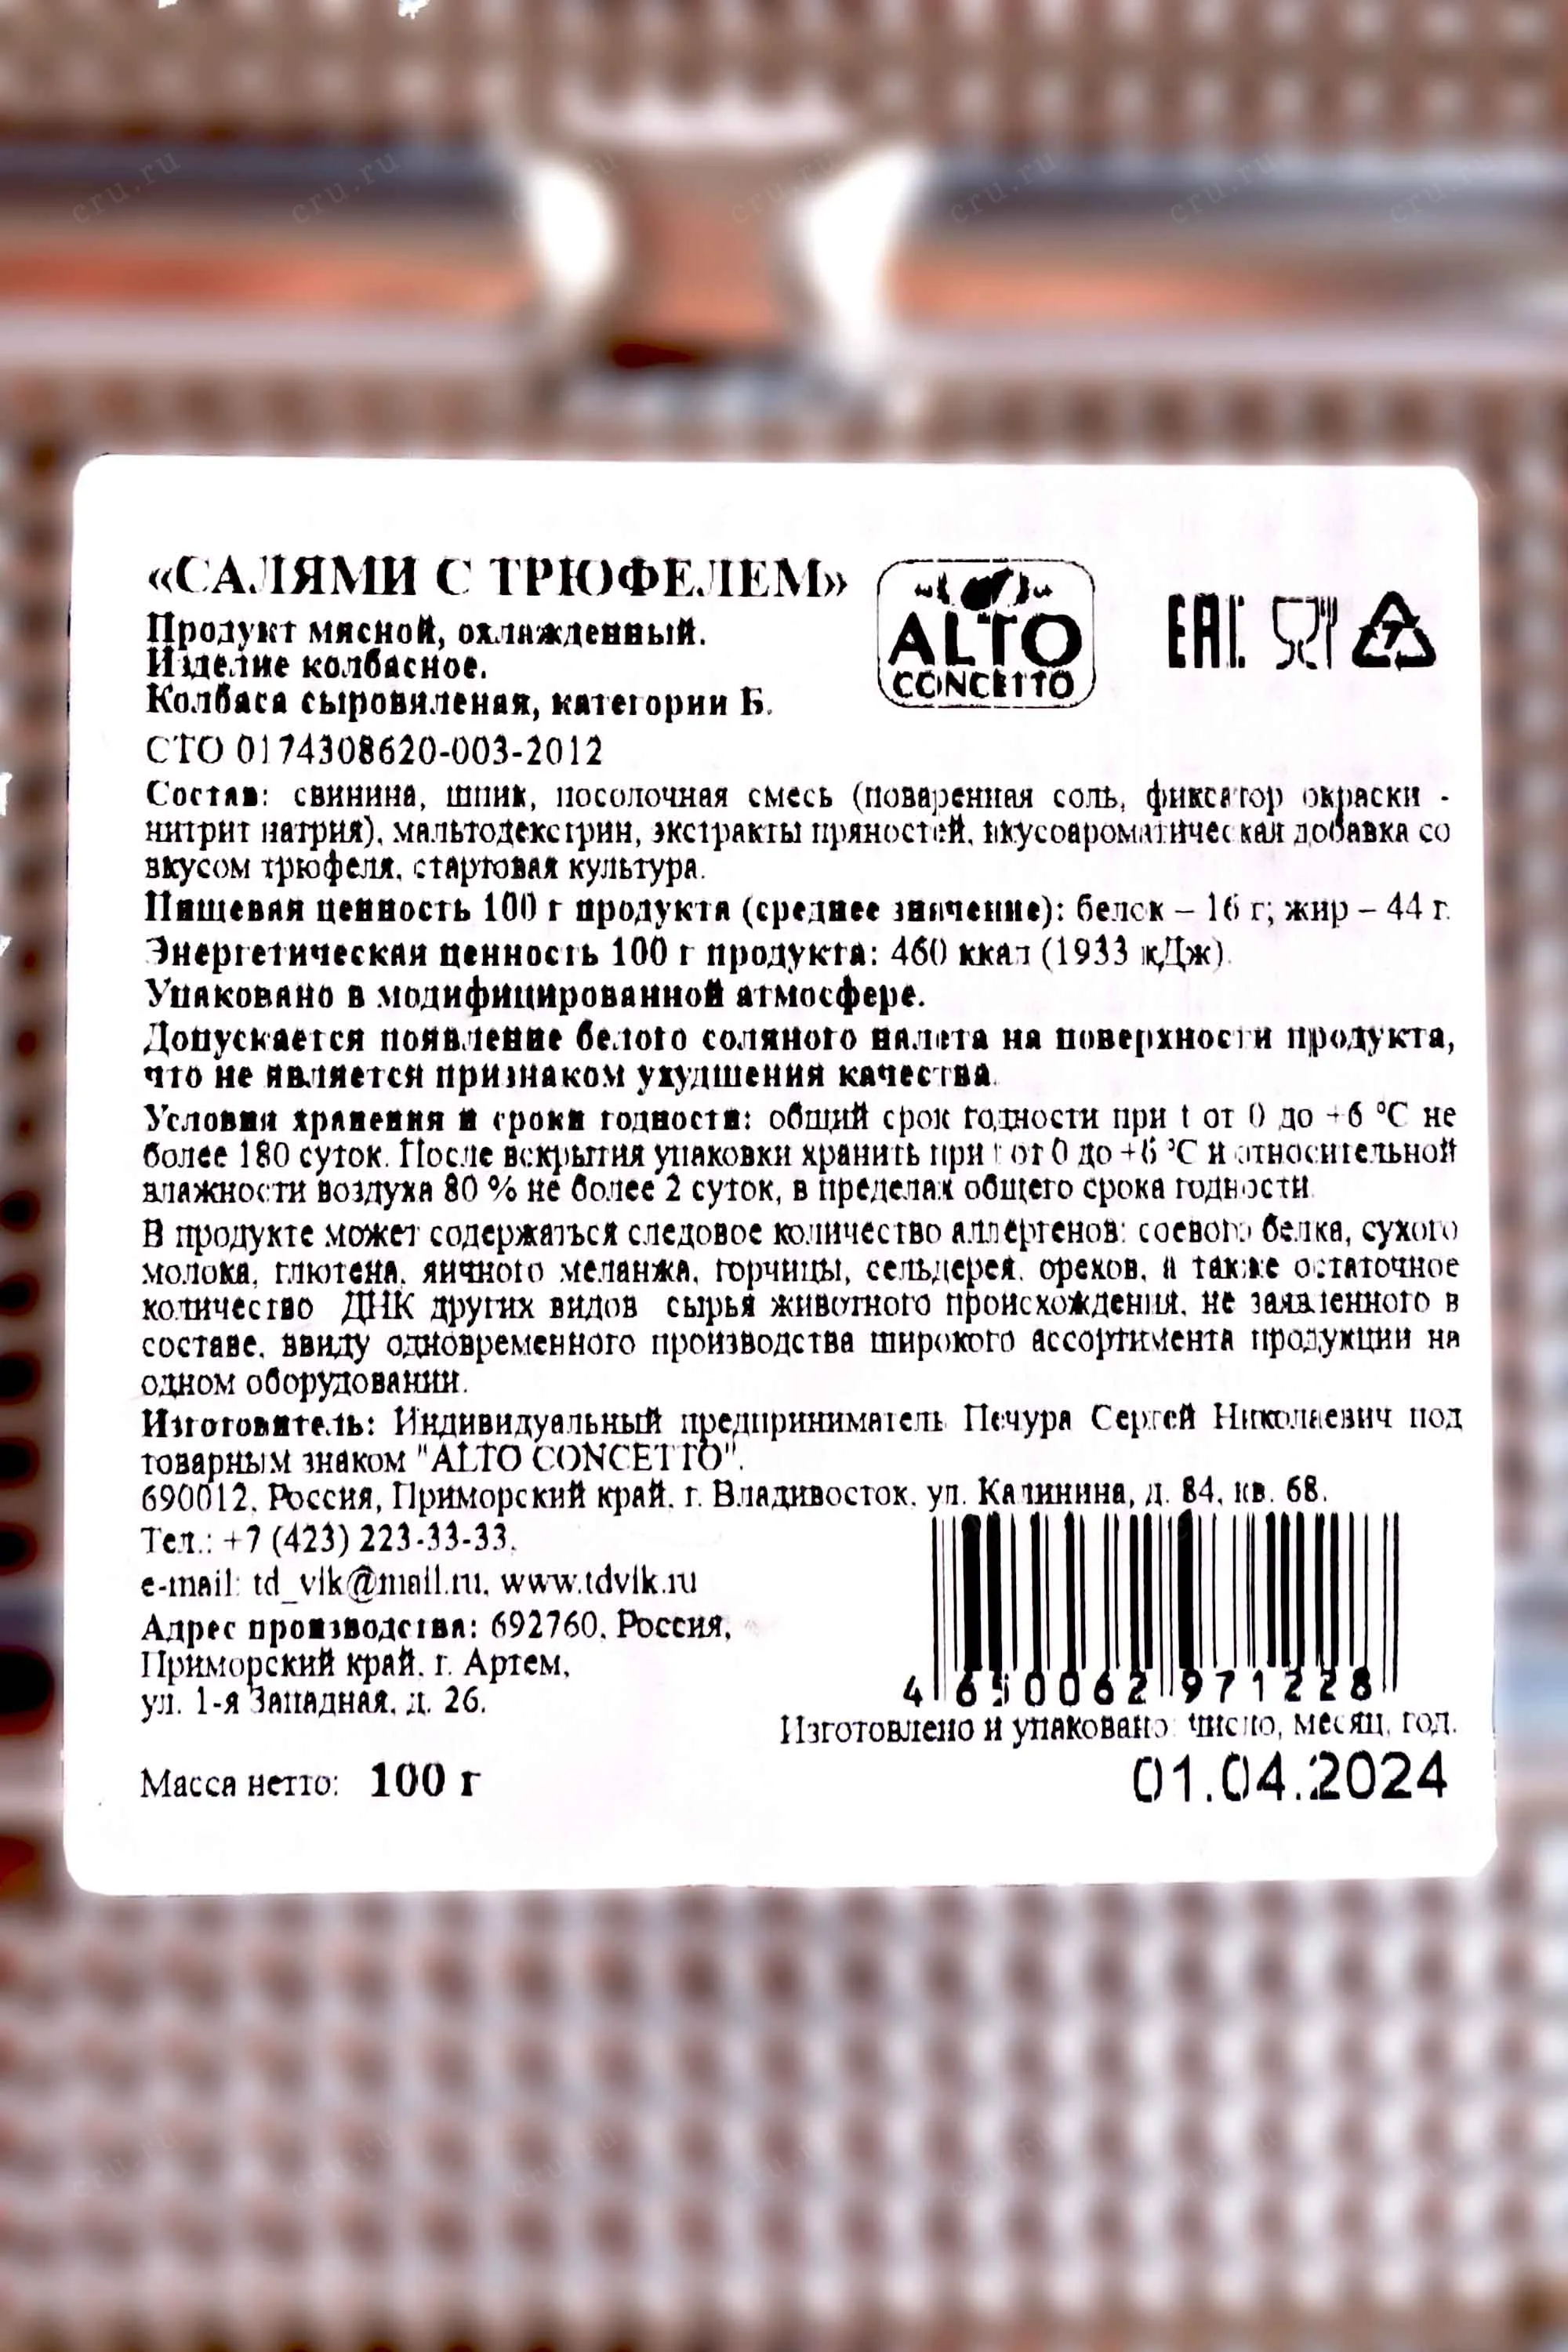 «САЛЯМИ С ТРЮФЕЛЕМ»
Продукт мясной, охлажденный.
Изделие колбасное.
Колбаса сыровяленая, категории Б.
ALTO
CONCETTO
EAC
7
СТО 0174308620-003-2012
Состав: свинина, шпик, посолочная смесь (поваренная соль, фиксатор окраски -
нитрит натрия), мальтодекстрин, экстракты пряностей, вкусоароматическая добавка со
вкусом трюфеля, стартовая культура.
Пищевая ценность 100 г продукта (среднее значение): белок – 16 г; жир – 44 г.
Энергетическая ценность 100 г продукта: 460 ккал (1933 кДж).
Упаковано в модифицированной атмосфере.
Допускается появление белого соляного налета на поверхности продукта,
что не является признаком ухудшения качества.
Условия хранения и сроки годности: общий срок годности при t от 0 до +6 °С не
более 180 суток. После вскрытия упаковки хранить при t от 0 до +6 °С и относительной
влажности воздуха 80 % не более 2 суток, в пределах общего срока годности.
В продукте может содержаться следовое количество аллергенов: соевого белка, сухого
молока, глютена, яичного меланжа, горчицы, сельдерея, орехов, а также остаточное
количество ДНК других видов сырья животного происхождения, не заявленного в
составе, ввиду одновременного производства широкого ассортимента продукции на
одном оборудовании.
Изготовитель: Индивидуальный предприниматель Печура Сергей Николаевич под
товарным знаком "ALTO CONCETTO".
690012, Россия, Приморский край, г. Владивосток, ул. Калинина, д. 84, кв. 68.
Тел.: +7 (423) 223-33-33,
e-mail: td_vik@mail.ru, www.tdvik.ru
Адрес производства: 692760, Россия,
Приморский край, г. Артем,
ул. 1-я Западная, д. 26.
4 650062 971228
Изготовлено и упаковано: число, месяц, год.
01.04.2024
Масса нетто: 100 г
cru.ru